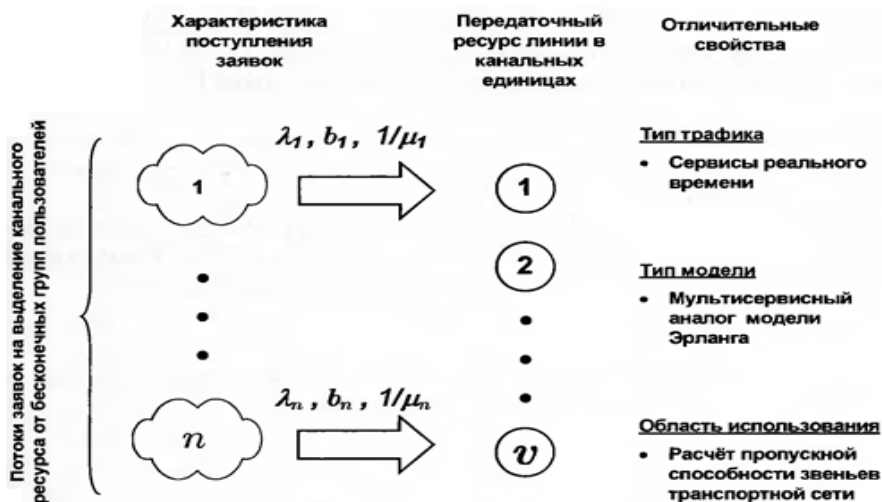 Характеристика
поступления
заявок
Передаточный
ресурс линии в
канальных
единицах
Отличительные
свойства
Потоки заявок на выделение канального
ресурса от бесконечных групп пользователей
λ₁, b₁, 1/μ₁
1
1
2
Тип трафика
• Сервисы реального
времени
Тип модели
• Мультисервисный
аналог модели
Эрланга
λₙ, bₙ, 1/μₙ
n
v
Область использования
• Расчёт пропускной
способности звеньев
транспортной сети